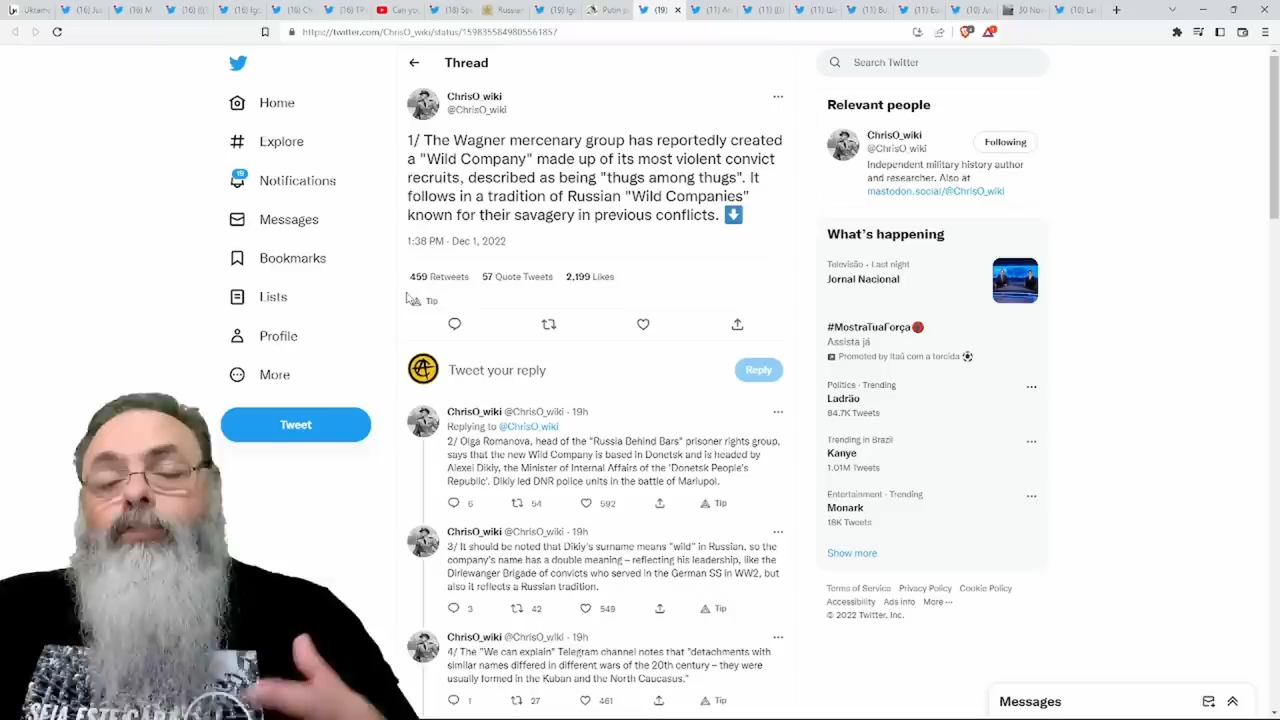 https://twitter.com/ChrisO_wiki/status/1598355849805561857
Home
Explore
19
Notifications
Messages
Bookmarks
Lists
Profile
More
Tweet
Thread
ChrisO_wiki
@ChrisO_wiki
1/ The Wagner mercenary group has reportedly created
a "Wild Company" made up of its most violent convict
recruits, described as being "thugs among thugs". It
follows in a tradition of Russian "Wild Companies"
known for their savagery in previous conflicts.
1:38 PM · Dec 1, 2022
459 Retweets 57 Quote Tweets 2,199 Likes
Tip
Tweet your reply
Reply
ChrisO_wiki @ChrisO_wiki · 19h
Replying to @ChrisO_wiki
2/ Olga Romanova, head of the "Russia Behind Bars" prisoner rights group,
says that the new Wild Company is based in Donetsk and is headed by
Alexei Dikiy, the Minister of Internal Affairs of the 'Donetsk People's
Republic'. Dikiy led DNR police units in the battle of Mariupol.
6 54 592 Tip
ChrisO_wiki @ChrisO_wiki · 19h
3/ It should be noted that Dikiy's surname means "wild" in Russian, so the
company's name has a double meaning – reflecting his leadership, like the
Dirlewanger Brigade of convicts who served in the German SS in WW2, but
also it reflects a Russian tradition.
3 42 549 Tip
ChrisO_wiki @ChrisO_wiki · 19h
4/ The "We can explain" Telegram channel notes that "detachments with
similar names differed in different wars of the 20th century – they were
usually formed in the Kuban and the North Caucasus."
1 27 461 Tip
Search Twitter
Relevant people
ChrisO_wiki
@ChrisO_wiki
Following
Independent military history author
and researcher. Also at
mastodon.social/@ChrisO_wiki
What's happening
Televisão · Last night
Jornal Nacional
#MostraTuaForça
Assista já
Promoted by Itaú com a torcida
Politics · Trending
Ladrão
84.7K Tweets
Trending in Brazil
Kanye
1.01M Tweets
Entertainment · Trending
Monark
18K Tweets
Show more
Terms of Service Privacy Policy Cookie Policy
Accessibility Ads info More ···
© 2022 Twitter, Inc.
Messages